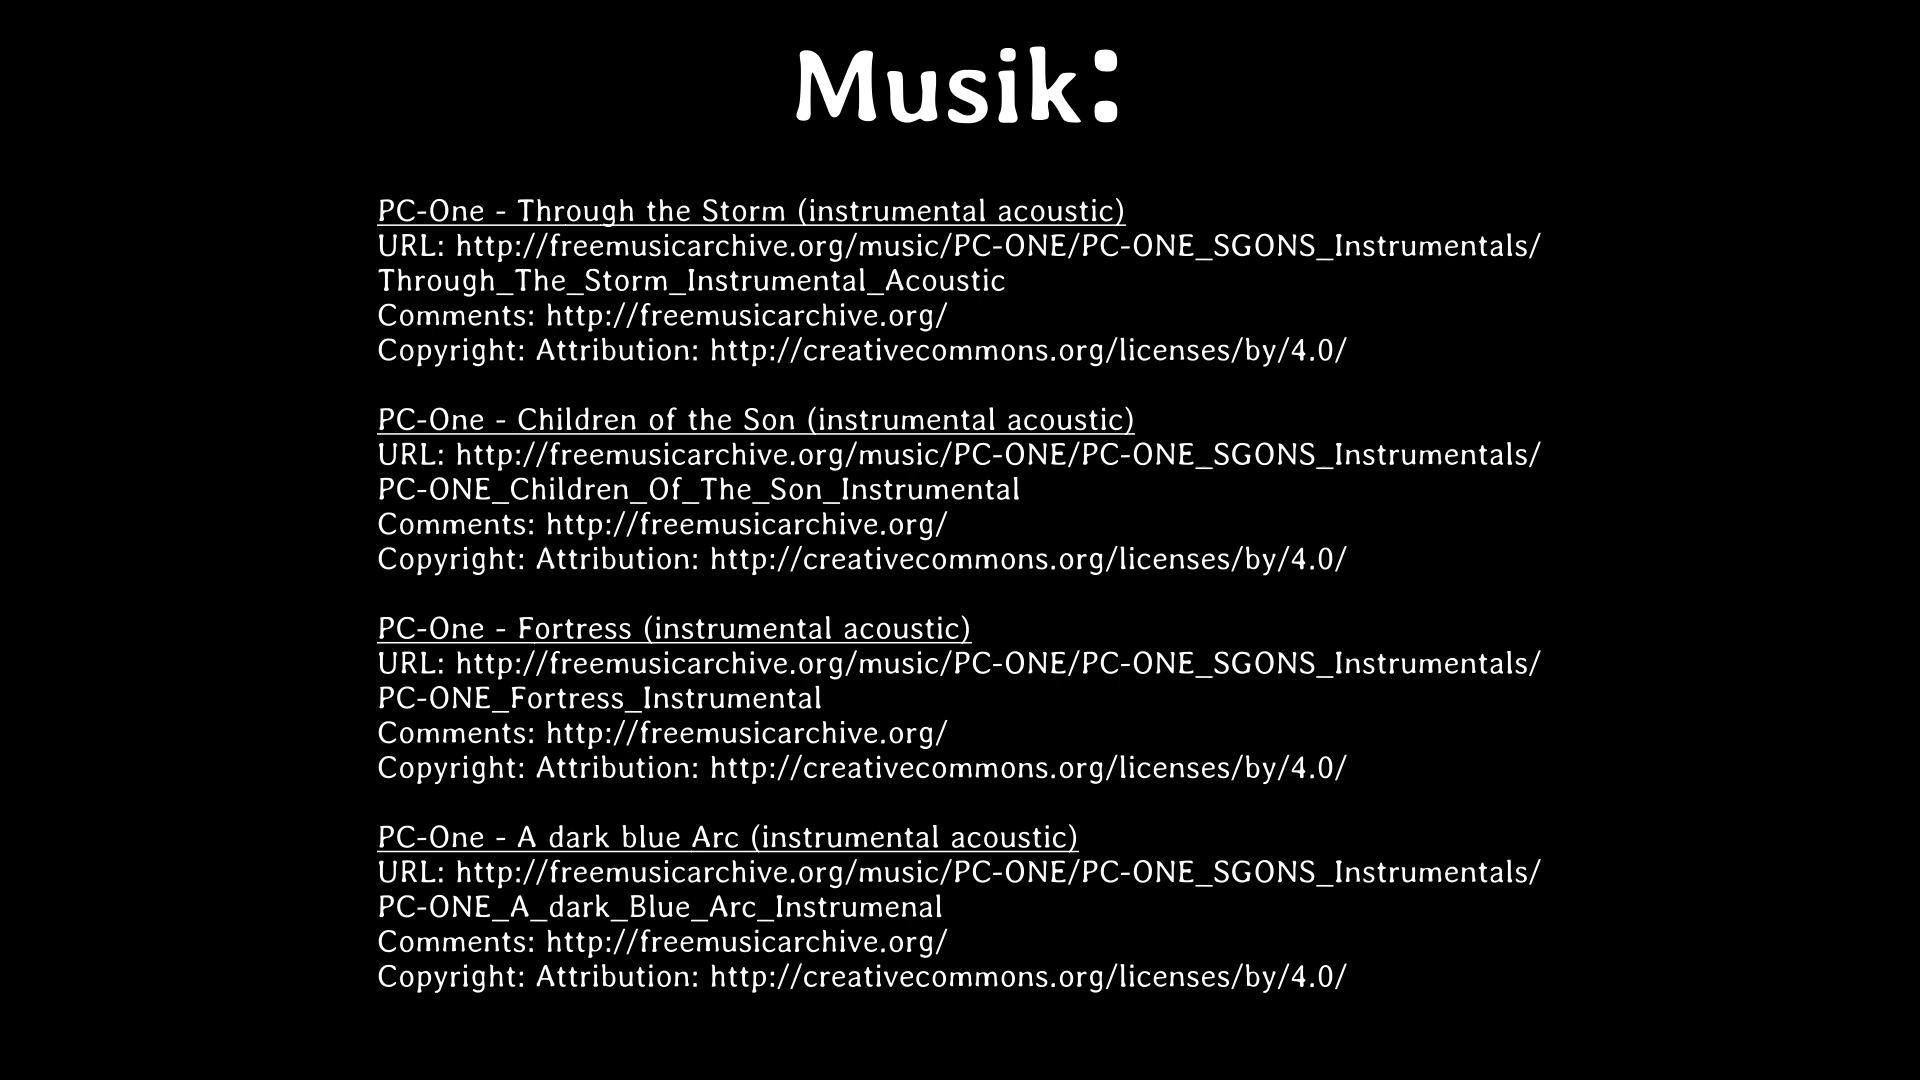 Musik:
PC-One - Through the Storm (instrumental acoustic)
URL: http://freemusicarchive.org/music/PC-ONE/PC-ONE_SGONS_Instrumentals/
Through_The_Storm_Instrumental_Acoustic
Comments: http://freemusicarchive.org/
Copyright: Attribution: http://creativecommons.org/licenses/by/4.0/
PC-One - Children of the Son (instrumental acoustic)
URL: http://freemusicarchive.org/music/PC-ONE/PC-ONE_SGONS_Instrumentals/
PC-ONE_Children_Of_The_Son_Instrumental
Comments: http://freemusicarchive.org/
Copyright: Attribution: http://creativecommons.org/licenses/by/4.0/
PC-One - Fortress (instrumental acoustic)
URL: http://freemusicarchive.org/music/PC-ONE/PC-ONE_SGONS_Instrumentals/
PC-ONE_Fortress_Instrumental
Comments: http://freemusicarchive.org/
Copyright: Attribution: http://creativecommons.org/licenses/by/4.0/
PC-One - A dark blue Arc (instrumental acoustic)
URL: http://freemusicarchive.org/music/PC-ONE/PC-ONE_SGONS_Instrumentals/
PC-ONE_A_dark_Blue_Arc_Instrumenal
Comments: http://freemusicarchive.org/
Copyright: Attribution: http://creativecommons.org/licenses/by/4.0/